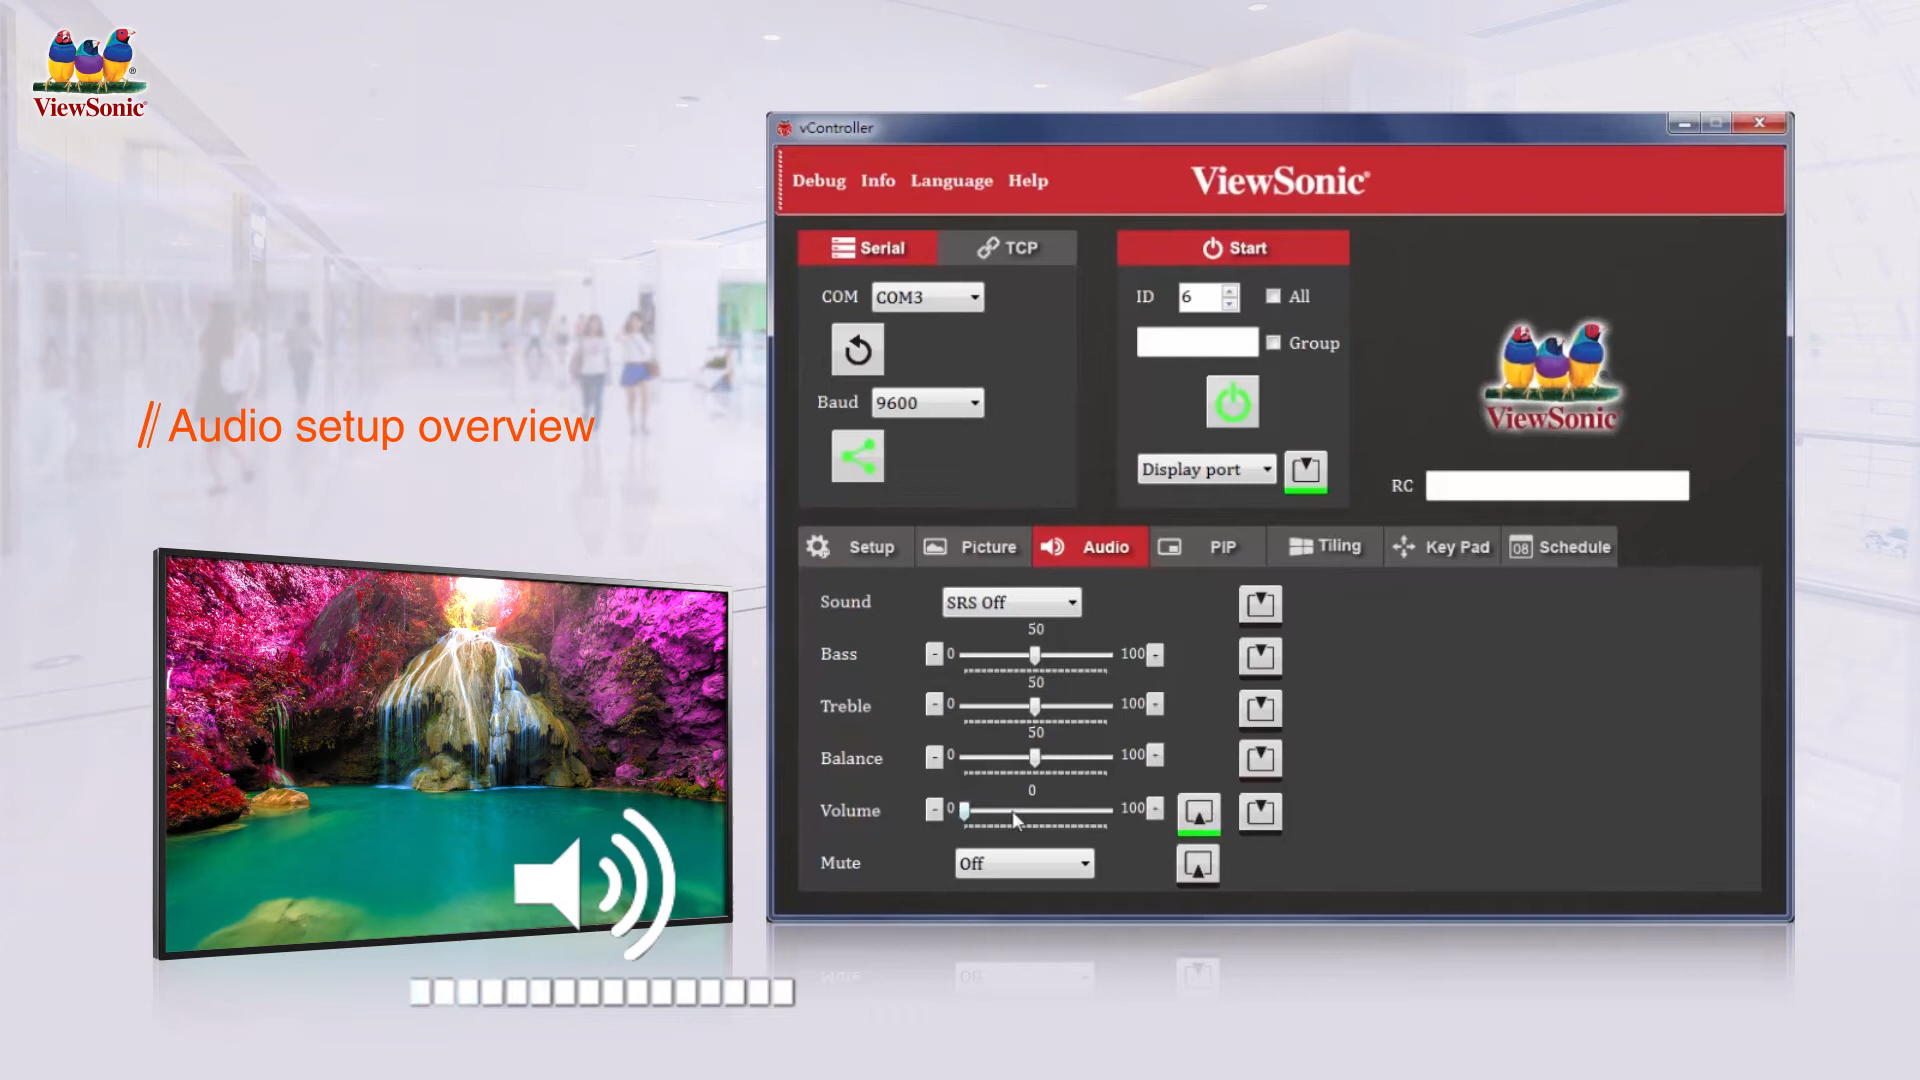 ViewSonic®
vController
Debug Info Language Help
ViewSonic®
Serial TCP
Start
COM COM3
ID 6 All
Group
Baud 9600
Display port
ViewSonic
RC
// Audio setup overview
Setup Picture Audio PIP Tiling Key Pad 08 Schedule
Sound SRS Off
50
Bass - 0 100 -
50
Treble - 0 100 -
50
Balance - 0 100 -
0
Volume - 0 100 -
Mute Off